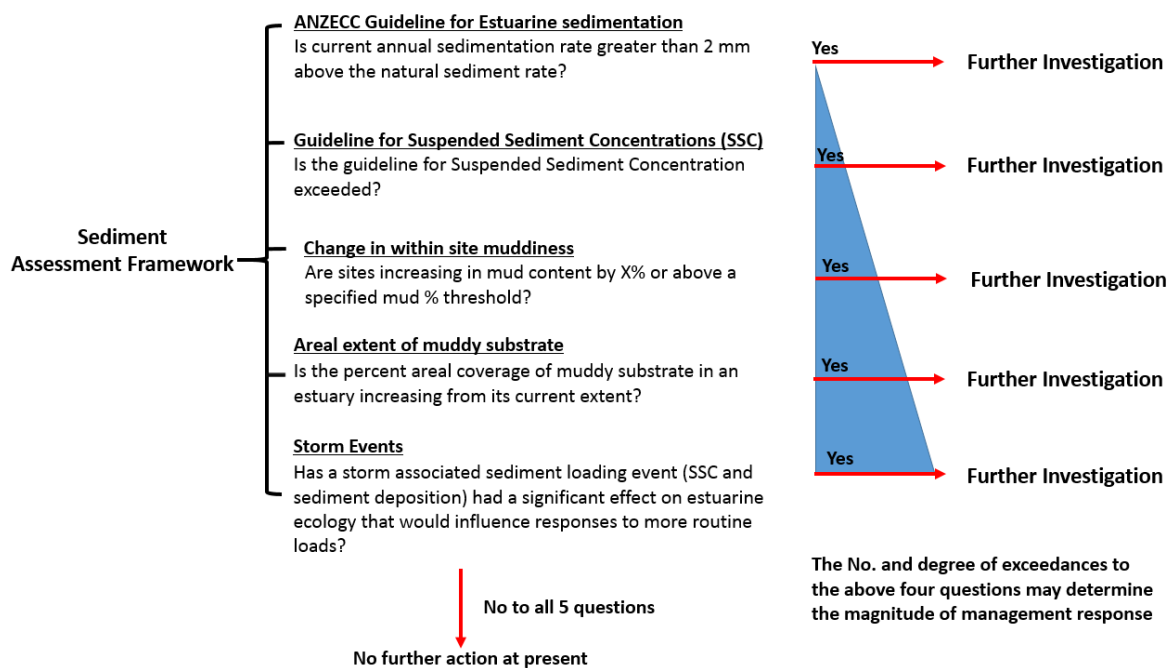 ANZECC Guideline for Estuarine sedimentation
Is current annual sedimentation rate greater than 2 mm
above the natural sediment rate?
Yes
Further Investigation
Guideline for Suspended Sediment Concentrations (SSC)
Is the guideline for Suspended Sediment Concentration
exceeded?
Yes
Further Investigation
Sediment
Assessment Framework
Change in within site muddiness
Are sites increasing in mud content by X% or above a
specified mud % threshold?
Yes
Further Investigation
Areal extent of muddy substrate
Is the percent areal coverage of muddy substrate in an
estuary increasing from its current extent?
Yes
Further Investigation
Storm Events
Has a storm associated sediment loading event (SSC and
sediment deposition) had a significant effect on estuarine
ecology that would influence responses to more routine
loads?
Yes
Further Investigation
The No. and degree of exceedances to
the above four questions may determine
the magnitude of management response
No to all 5 questions
No further action at present